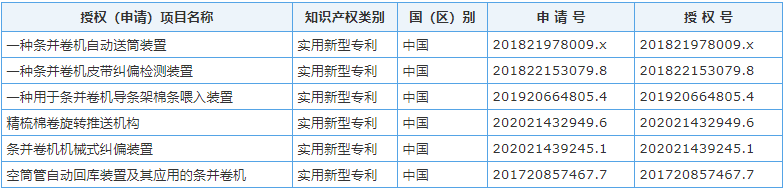 授权（申请）项目名称 知识产权类别 国（区）别 申 请 号 授 权 号
一种条并卷机自动送筒装置 实用新型专利 中国 201821978009.x 201821978009.x
一种条并卷机皮带纠偏检测装置 实用新型专利 中国 201822153079.8 201822153079.8
一种用于条并卷机导条架棉条喂入装置 实用新型专利 中国 201920664805.4 201920664805.4
精梳棉卷旋转推送机构 实用新型专利 中国 202021432949.6 202021432949.6
条并卷机机械式纠偏装置 实用新型专利 中国 202021439245.1 202021439245.1
空筒管自动回库装置及其应用的条并卷机 实用新型专利 中国 201720857467.7 201720857467.7